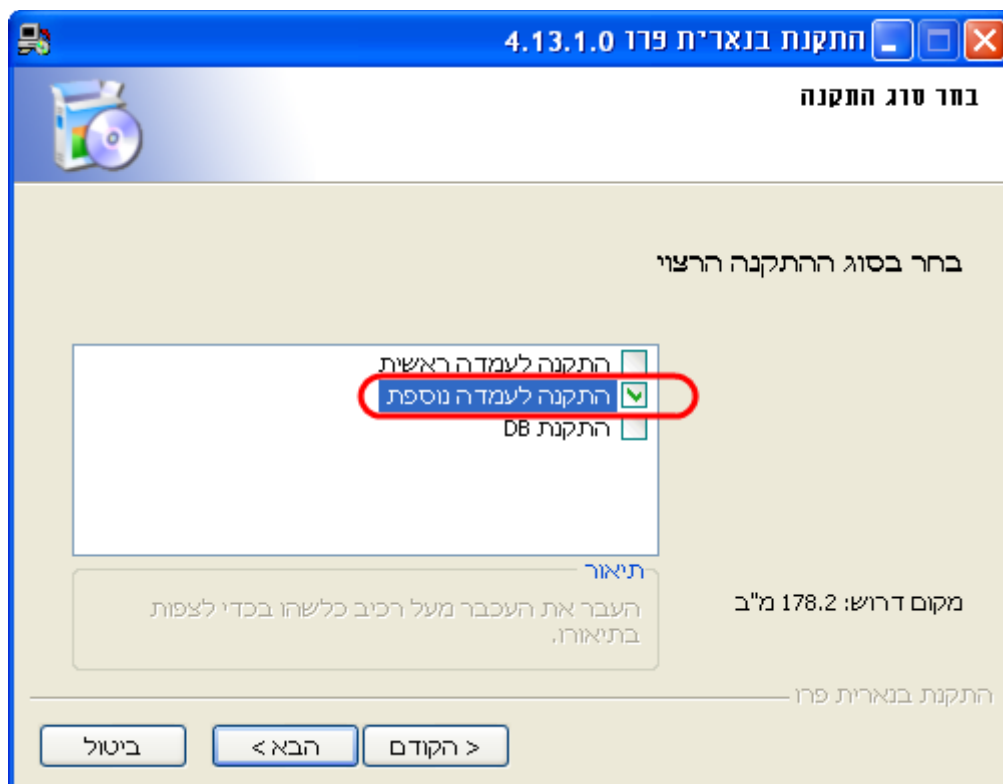 התקנת בנארית פרו 4.13.1.0
בחר סוג התקנה
בחר בסוג ההתקנה הרצוי
התקנה לעמדה ראשית
התקנה לעמדה נוספת
התקנת DB
תיאור
העבר את העכבר מעל רכיב כלשהו בכדי לצפות
בתיאורו.
מקום דרוש: 178.2 מ"ב
התקנת בנארית פרו
< הקודם
הבא >
ביטול